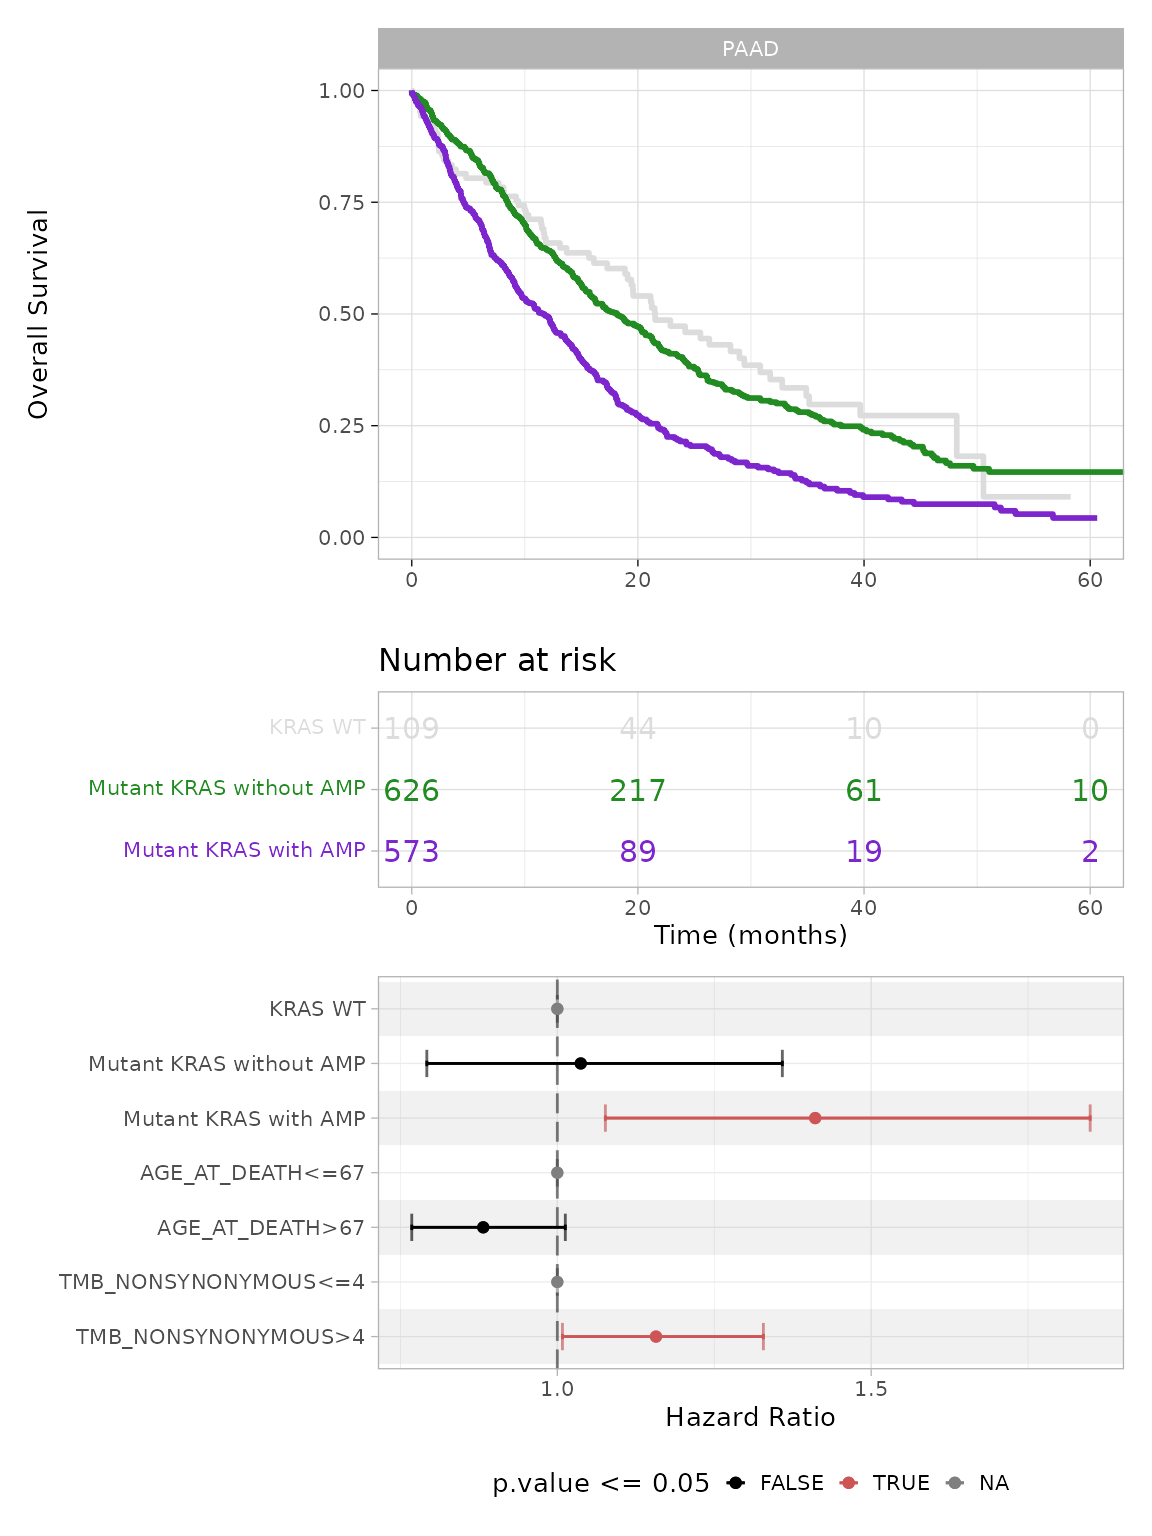 PAAD
Overall Survival
1.00
0.75
0.50
0.25
0.00
0 20 40 60
Number at risk
KRAS WT 109 44 10 0
Mutant KRAS without AMP 626 217 61 10
Mutant KRAS with AMP 573 89 19 2
0 20 40 60
Time (months)
KRAS WT
Mutant KRAS without AMP
Mutant KRAS with AMP
AGE_AT_DEATH<=67
AGE_AT_DEATH>67
TMB_NONSYNONYMOUS<=4
TMB_NONSYNONYMOUS>4
1.0 1.5
Hazard Ratio
p.value <= 0.05 FALSE TRUE NA